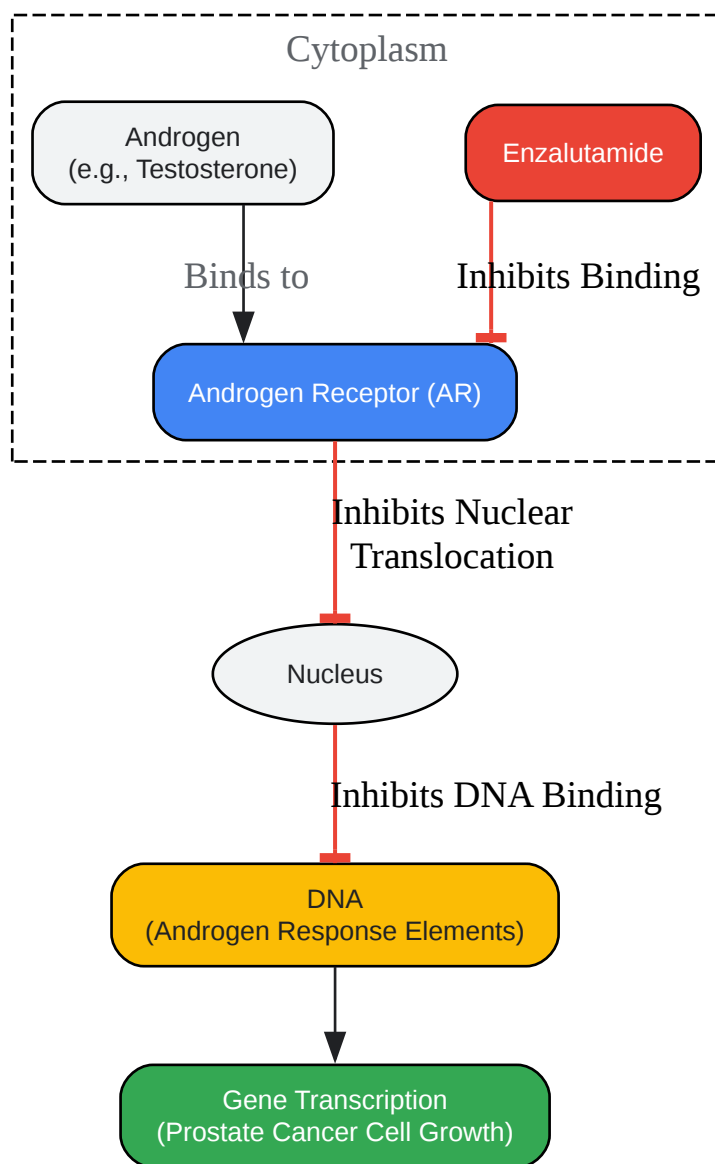 Cytoplasm
Androgen
(e.g., Testosterone)
Enzalutamide
Binds to
Inhibits Binding
Androgen Receptor (AR)
Inhibits Nuclear
Translocation
Nucleus
Inhibits DNA Binding
DNA
(Androgen Response Elements)
Gene Transcription
(Prostate Cancer Cell Growth)